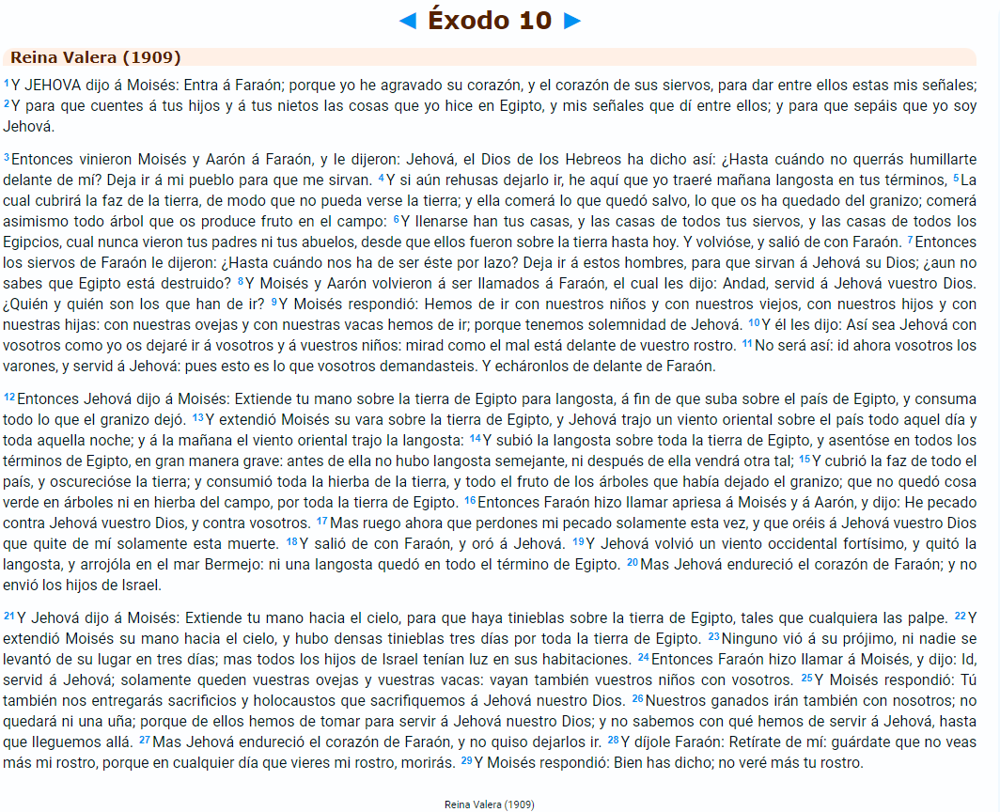 ◄ Éxodo 10 ►
Reina Valera (1909)
1 Y JEHOVA dijo á Moisés: Entra á Faraón; porque yo he agravado su corazón, y el corazón de sus siervos, para dar entre ellos estas mis señales;
2 Y para que cuentes á tus hijos y á tus nietos las cosas que yo hice en Egipto, y mis señales que dí entre ellos; y para que sepáis que yo soy
Jehová.
3 Entonces vinieron Moisés y Aarón á Faraón, y le dijeron: Jehová, el Dios de los Hebreos ha dicho así: ¿Hasta cuándo no querrás humillarte
delante de mí? Deja ir á mi pueblo para que me sirvan. 4 Y si aún rehusas dejarlo ir, he aquí que yo traeré mañana langosta en tus términos, 5 La
cual cubrirá la faz de la tierra, de modo que no pueda verse la tierra; y ella comerá lo que quedó salvo, lo que os ha quedado del granizo; comerá
asimismo todo árbol que os produce fruto en el campo: 6 Y llenarse han tus casas, y las casas de todos tus siervos, y las casas de todos los
Egipcios, cual nunca vieron tus padres ni tus abuelos, desde que ellos fueron sobre la tierra hasta hoy. Y volvióse, y salió de con Faraón. 7 Entonces
los siervos de Faraón le dijeron: ¿Hasta cuándo nos ha de ser éste por lazo? Deja ir á estos hombres, para que sirvan á Jehová su Dios; ¿aun no
sabes que Egipto está destruido? 8 Y Moisés y Aarón volvieron á ser llamados á Faraón, el cual les dijo: Andad, servid á Jehová vuestro Dios.
¿Quién y quién son los que han de ir? 9 Y Moisés respondió: Hemos de ir con nuestros niños y con nuestros viejos, con nuestros hijos y con
nuestras hijas: con nuestras ovejas y con nuestras vacas hemos de ir; porque tenemos solemnidad de Jehová. 10 Y él les dijo: Así sea Jehová con
vosotros como yo os dejaré ir á vosotros y á vuestros niños: mirad como el mal está delante de vuestro rostro. 11 No será así: id ahora vosotros los
varones, y servid á Jehová: pues esto es lo que vosotros demandasteis. Y echáronlos de delante de Faraón.
12 Entonces Jehová dijo á Moisés: Extiende tu mano sobre la tierra de Egipto para langosta, á fin de que suba sobre el país de Egipto, y consuma
todo lo que el granizo dejó. 13 Y extendió Moisés su vara sobre la tierra de Egipto, y Jehová trajo un viento oriental sobre el país todo aquel día y
toda aquella noche; y á la mañana el viento oriental trajo la langosta: 14 Y subió la langosta sobre toda la tierra de Egipto, y asentóse en todos los
términos de Egipto, en gran manera grave: antes de ella no hubo langosta semejante, ni después de ella vendrá otra tal; 15 Y cubrió la faz de todo el
país, y oscurecióse la tierra; y consumió toda la hierba de la tierra, y todo el fruto de los árboles que había dejado el granizo; que no quedó cosa
verde en árboles ni en hierba del campo, por toda la tierra de Egipto. 16 Entonces Faraón hizo llamar apriesa á Moisés y á Aarón, y dijo: He pecado
contra Jehová vuestro Dios, y contra vosotros. 17 Mas ruego ahora que perdones mi pecado solamente esta vez, y que oréis á Jehová vuestro Dios
que quite de mí solamente esta muerte. 18 Y salió de con Faraón, y oró á Jehová. 19 Y Jehová volvió un viento occidental fortísimo, y quitó la
langosta, y arrojóla en el mar Bermejo: ni una langosta quedó en todo el término de Egipto. 20 Mas Jehová endureció el corazón de Faraón; y no
envió los hijos de Israel.
21 Y Jehová dijo á Moisés: Extiende tu mano hacia el cielo, para que haya tinieblas sobre la tierra de Egipto, tales que cualquiera las palpe. 22 Y
extendió Moisés su mano hacia el cielo, y hubo densas tinieblas tres días por toda la tierra de Egipto. 23 Ninguno vió á su prójimo, ni nadie se
levantó de su lugar en tres días; mas todos los hijos de Israel tenían luz en sus habitaciones. 24 Entonces Faraón hizo llamar á Moisés, y dijo: Id,
servid á Jehová; solamente queden vuestras ovejas y vuestras vacas: vayan también vuestros niños con vosotros. 25 Y Moisés respondió: Tú
también nos entregarás sacrificios y holocaustos que sacrifiquemos á Jehová nuestro Dios. 26 Nuestros ganados irán también con nosotros; no
quedará ni una uña; porque de ellos hemos de tomar para servir á Jehová nuestro Dios; y no sabemos con qué hemos de servir á Jehová, hasta
que lleguemos allá. 27 Mas Jehová endureció el corazón de Faraón, y no quiso dejarlos ir. 28 Y díjole Faraón: Retírate de mí: guárdate que no veas
más mi rostro, porque en cualquier día que vieres mi rostro, morirás. 29 Y Moisés respondió: Bien has dicho; no veré más tu rostro.
Reina Valera (1909)